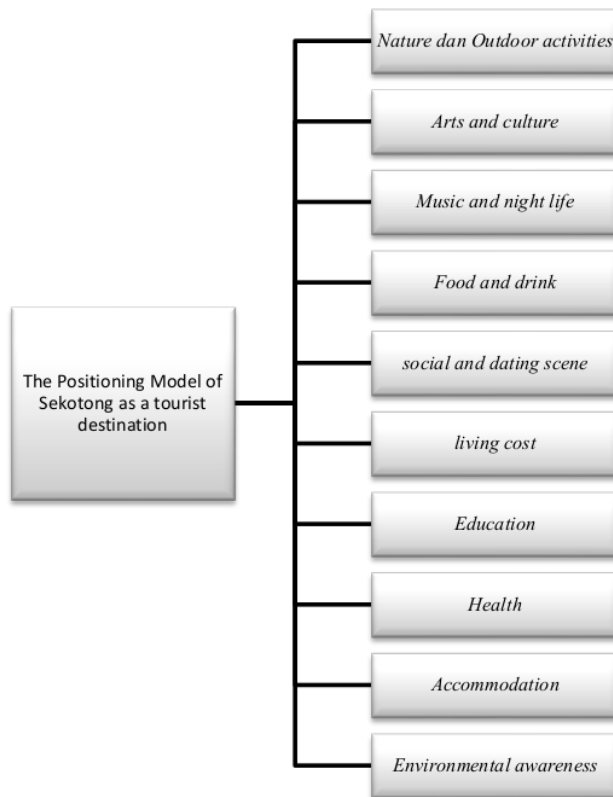 Nature dan Outdoor activities
Arts and culture
Music and night life
Food and drink
The Positioning Model of
Sekotong as a tourist
destination
social and dating scene
living cost
Education
Health
Accommodation
Environmental awareness